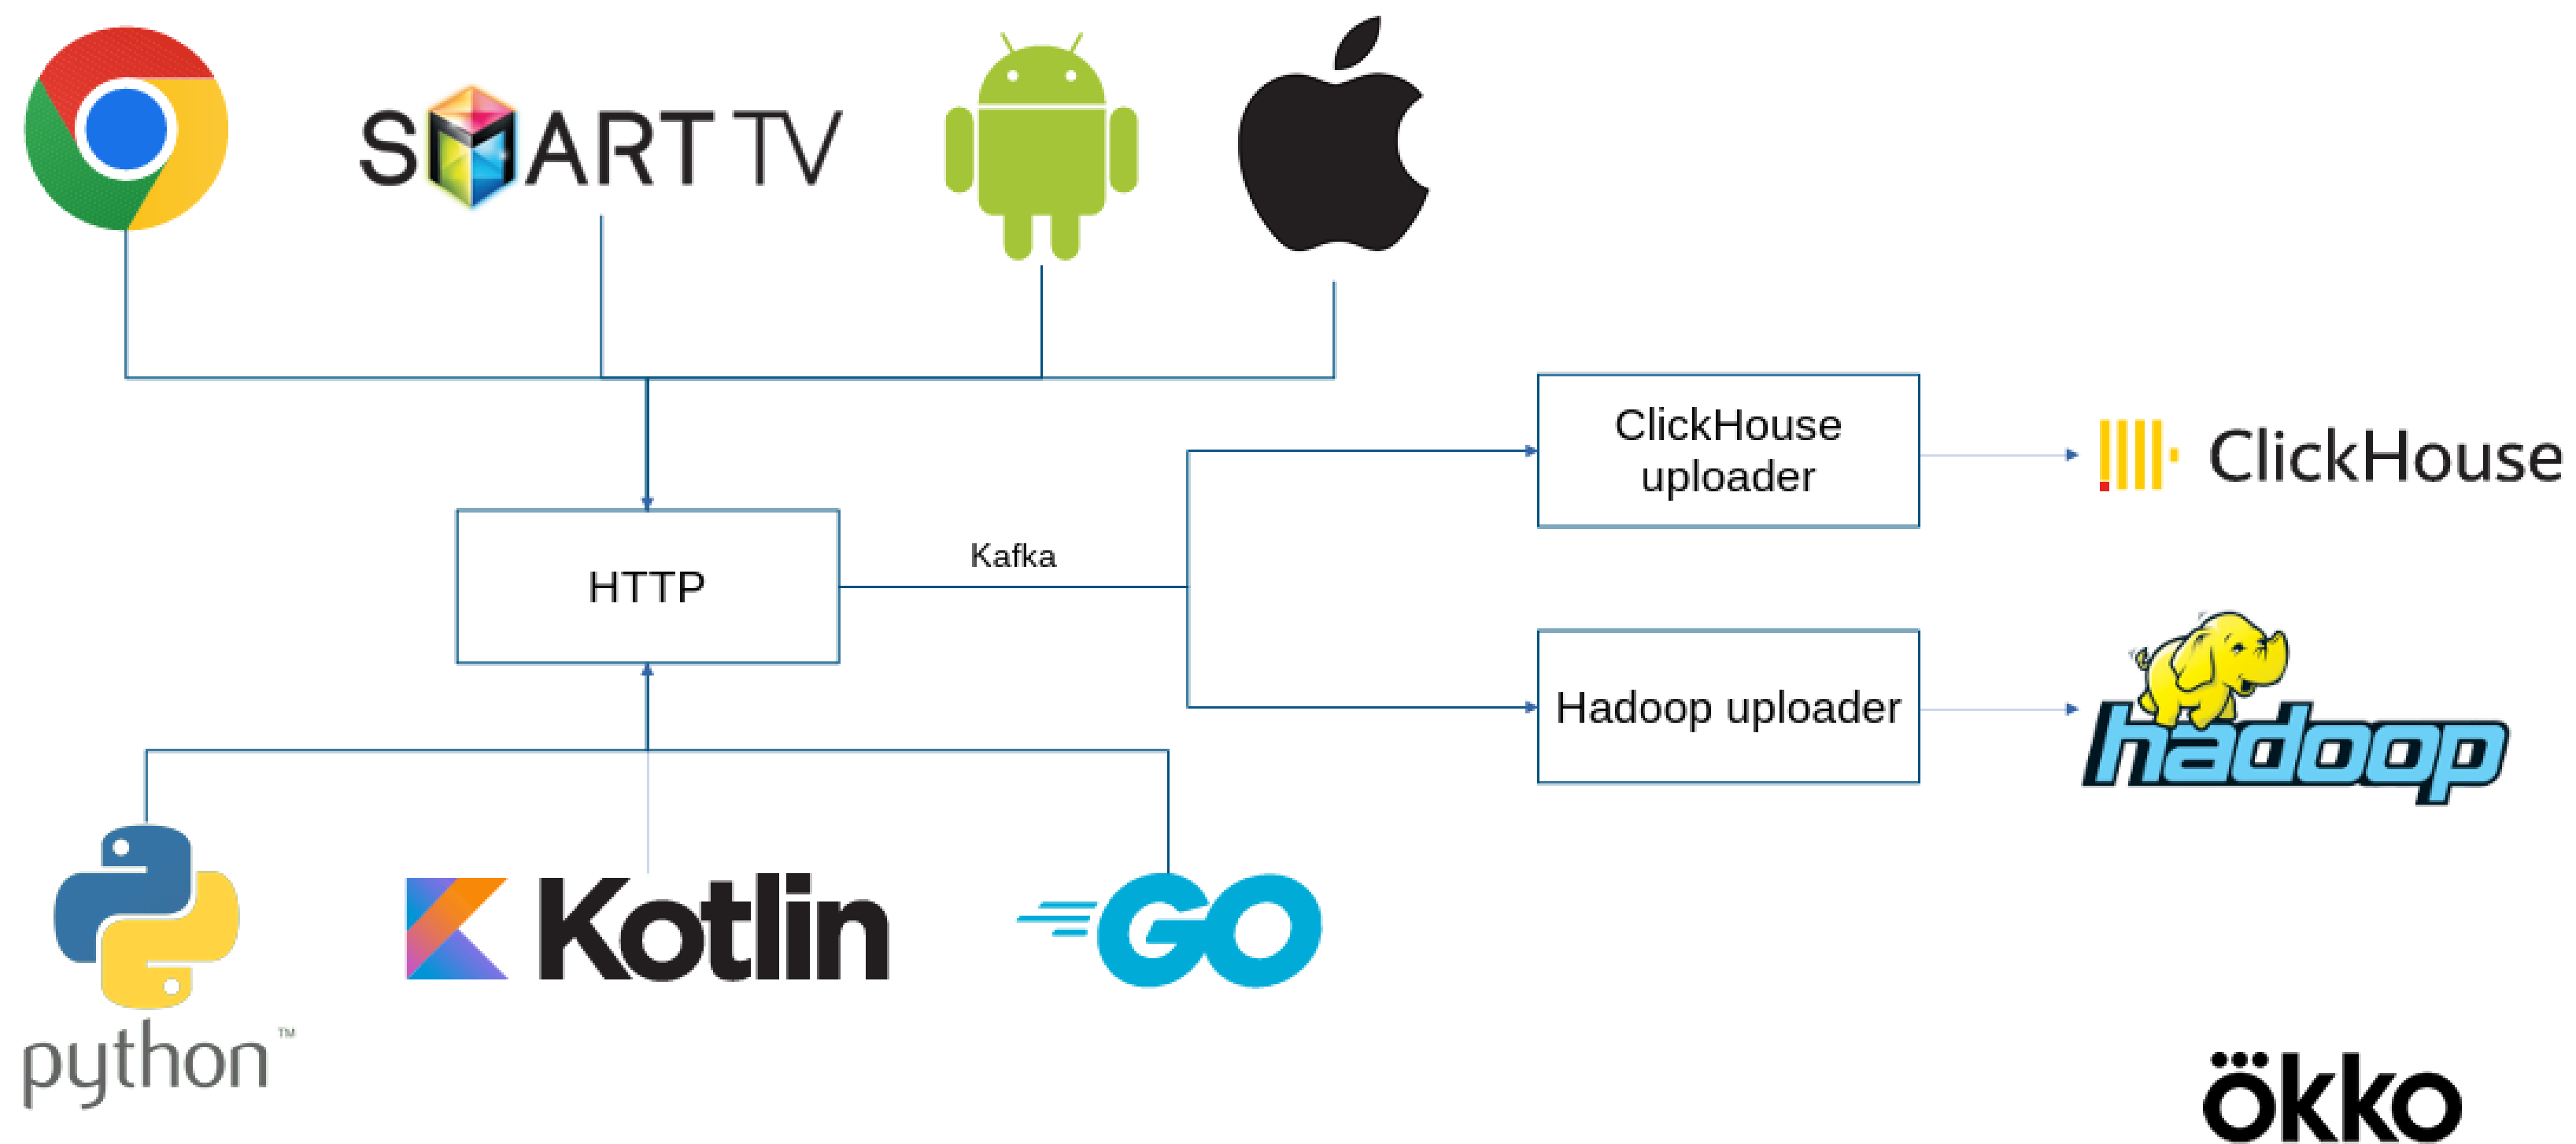 SMART TV
ClickHouse
uploader
ClickHouse
HTTP
Kafka
Hadoop uploader
hadoop
Kotlin
GO
python™
ökko